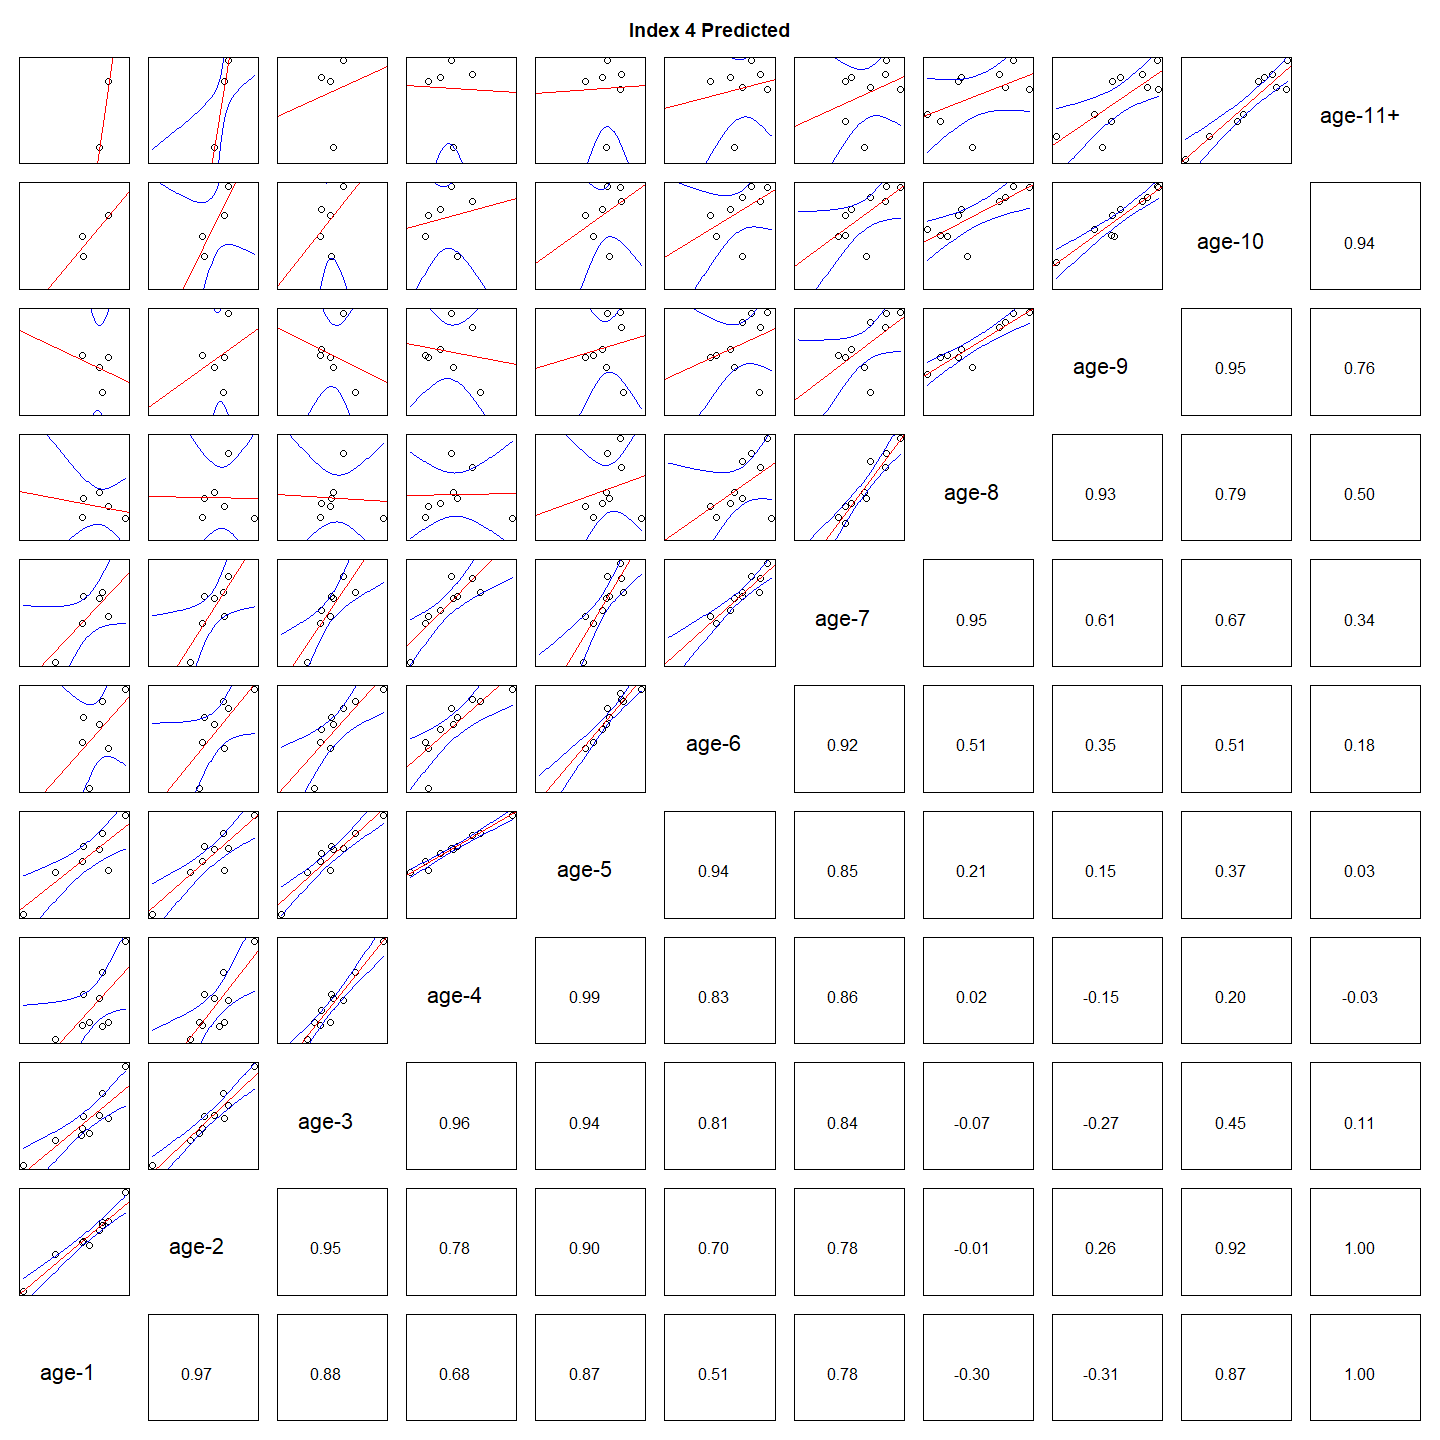 Index 4 Predicted
age-11+
age-10 0.94
age-9 0.95 0.76
age-8 0.93 0.79 0.50
age-7 0.95 0.61 0.67 0.34
age-6 0.92 0.51 0.35 0.51 0.18
age-5 0.94 0.85 0.21 0.15 0.37 0.03
age-4 0.99 0.83 0.86 0.02 -0.15 0.20 -0.03
age-3 0.96 0.94 0.81 0.84 -0.07 -0.27 0.45 0.11
age-2 0.95 0.78 0.90 0.70 0.78 -0.01 0.26 0.92 1.00
age-1 0.97 0.88 0.68 0.87 0.51 0.78 -0.30 -0.31 0.87 1.00